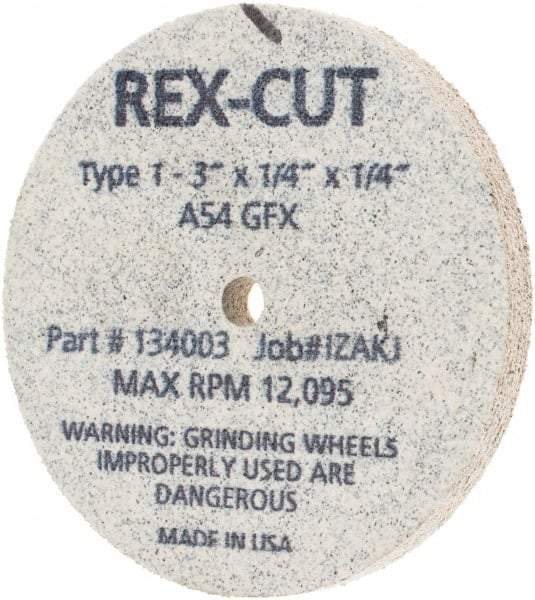 REX-CUT
Type 1 - 3" x 1/4" x 1/4"
A54 GFX
Part # 134003 Job#IZAKJ
MAX RPM 12,095
WARNING: GRINDING WHEELS
IMPROPERLY USED ARE
DANGEROUS
MADE IN USA